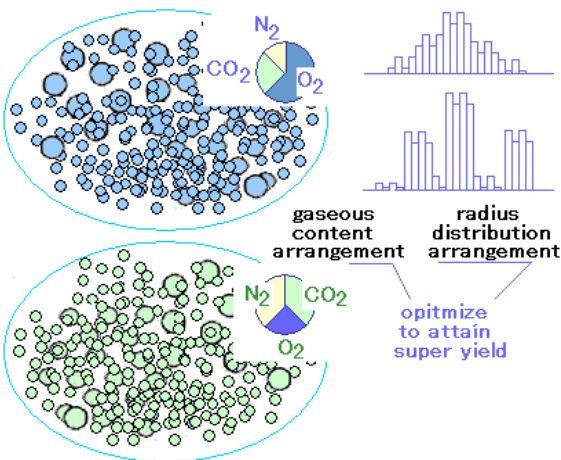 N2
CO2
O2
gaseous
content
arrangement
radius
distribution
arrangement
N2
CO2
O2
opitmize
to attain
super yield